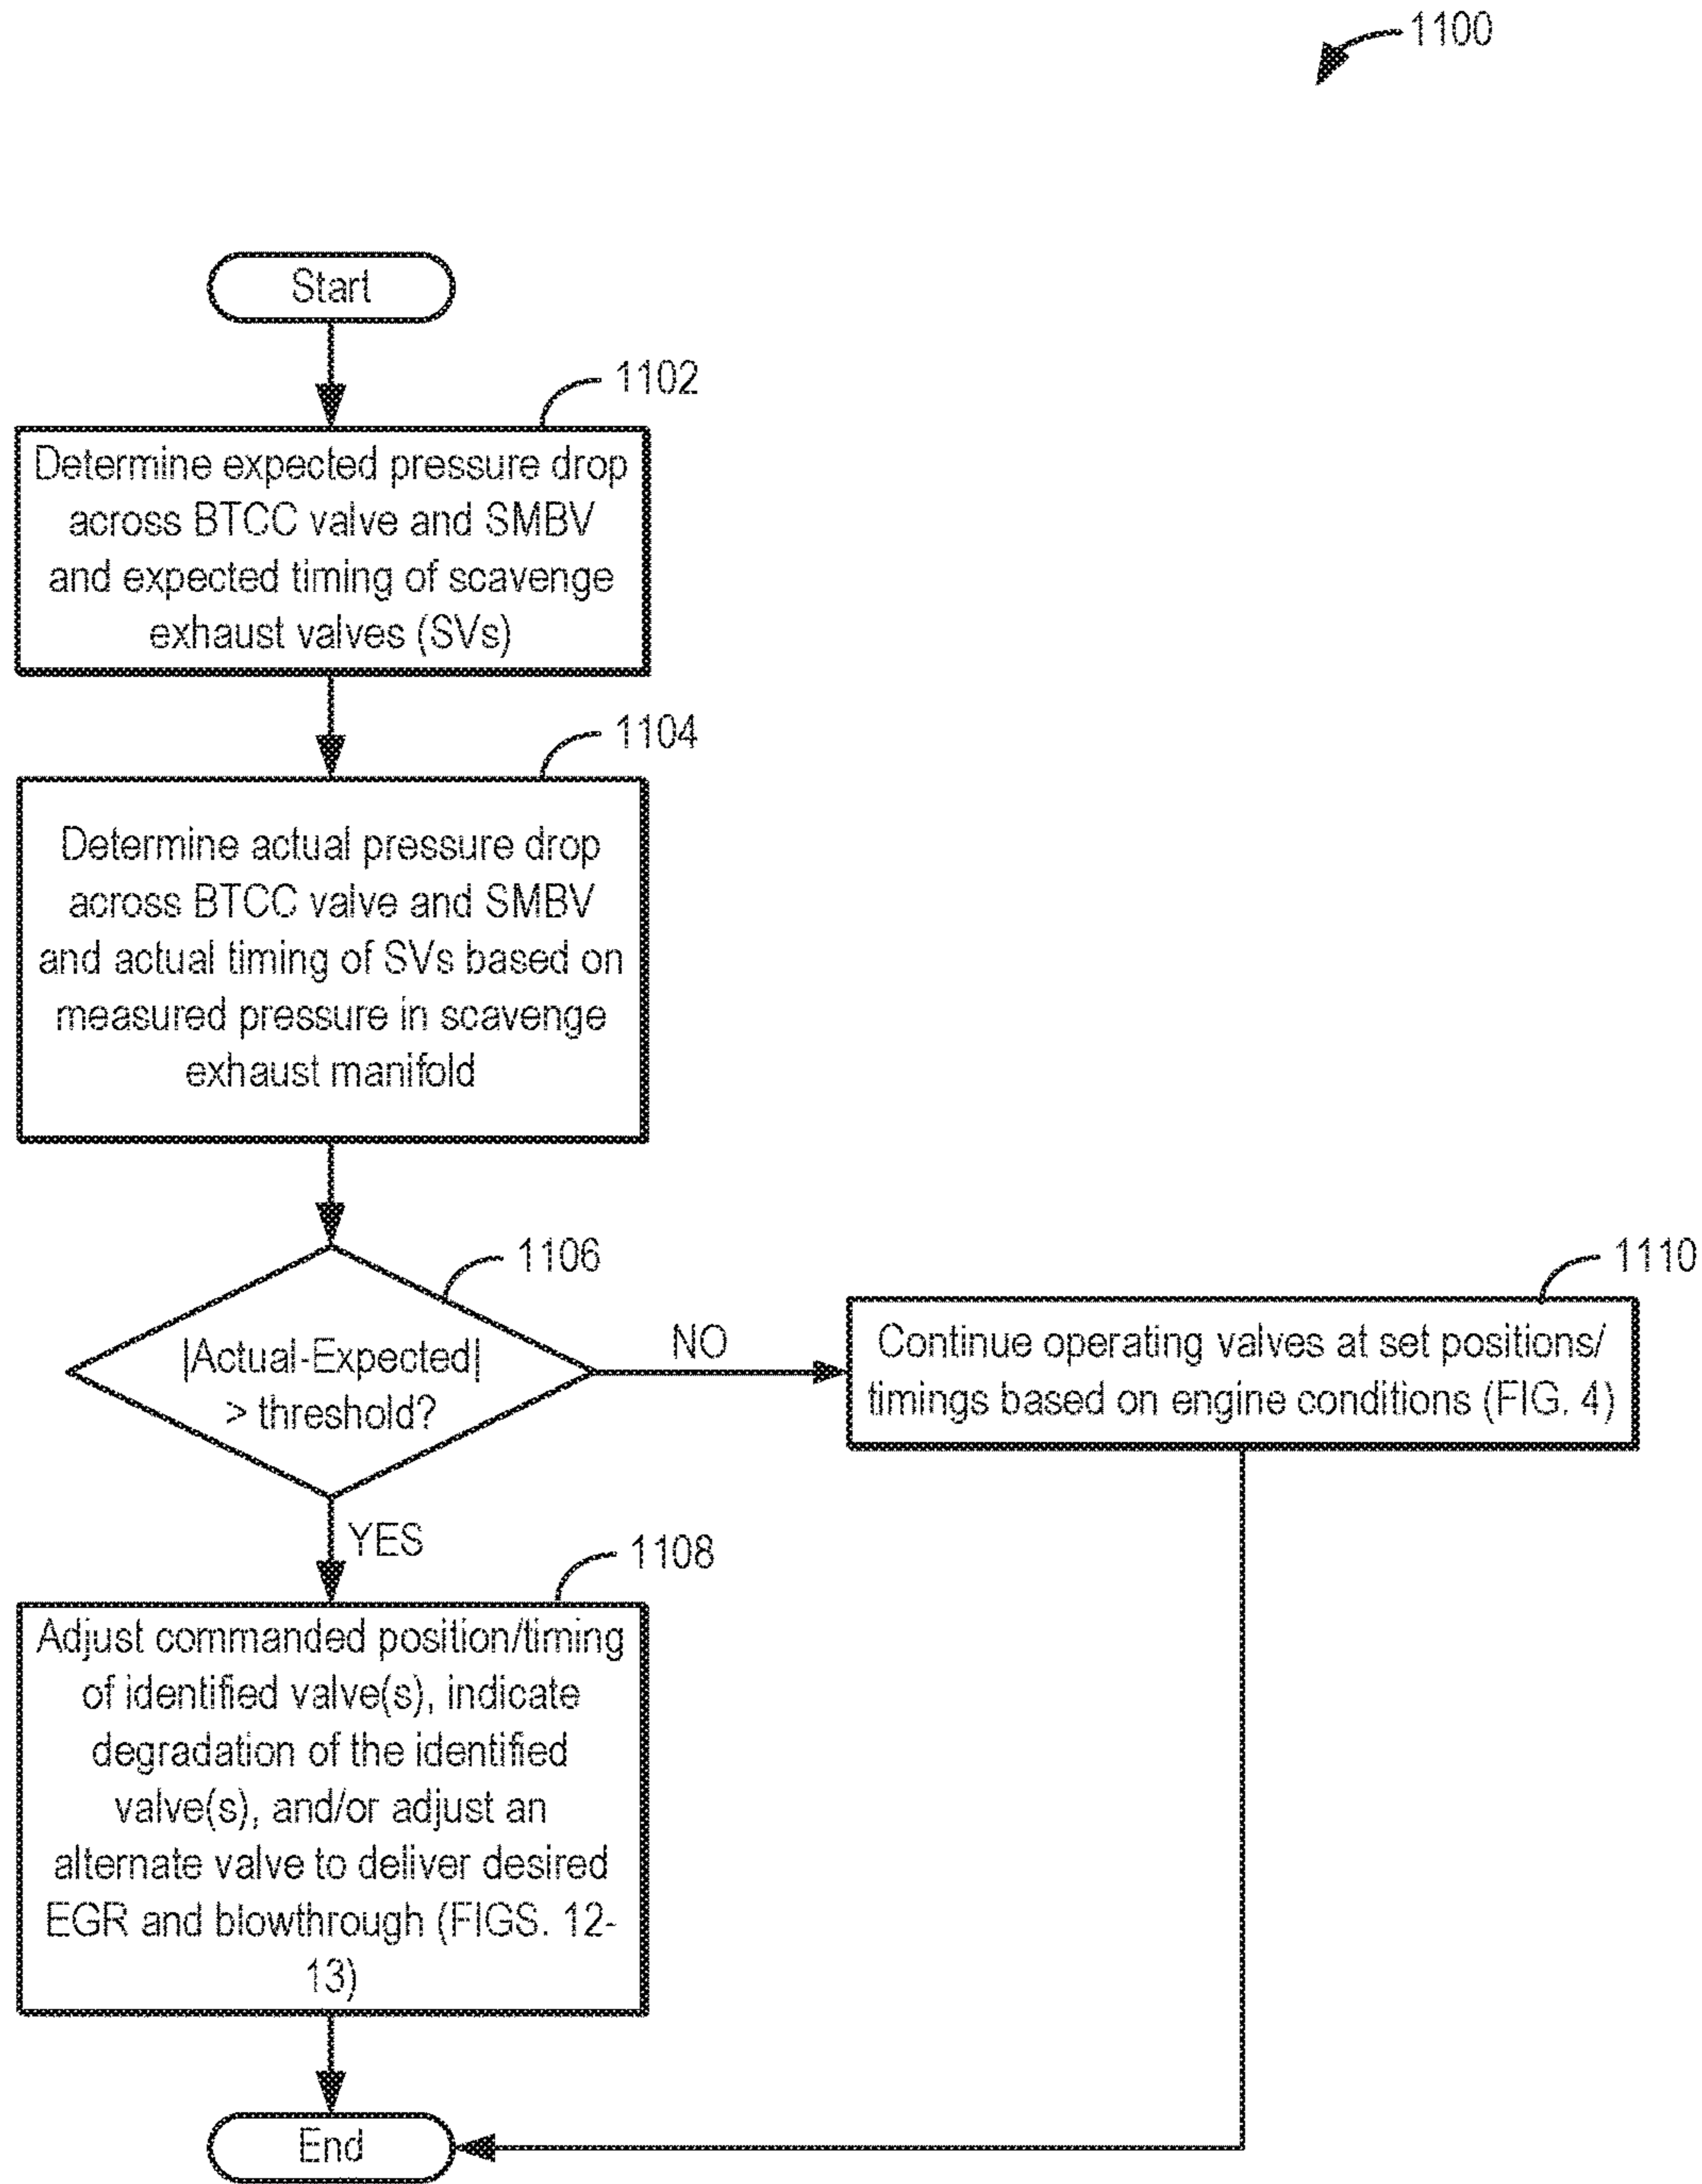 1100
Start
1102
Determine expected pressure drop
across BTCC valve and SMBV
and expected timing of scavenge
exhaust valves (SVs)
1104
Determine actual pressure drop
across BTCC valve and SMBV
and actual timing of SVs based on
measured pressure in scavenge
exhaust manifold
1106
|Actual-Expected|
> threshold?
NO
1110
Continue operating valves at set positions/
timings based on engine conditions (FIG. 4)
YES
1108
Adjust commanded position/timing
of identified valve(s), indicate
degradation of the identified
valve(s), and/or adjust an
alternate valve to deliver desired
EGR and blowthrough (FIGS. 12-
13)
End